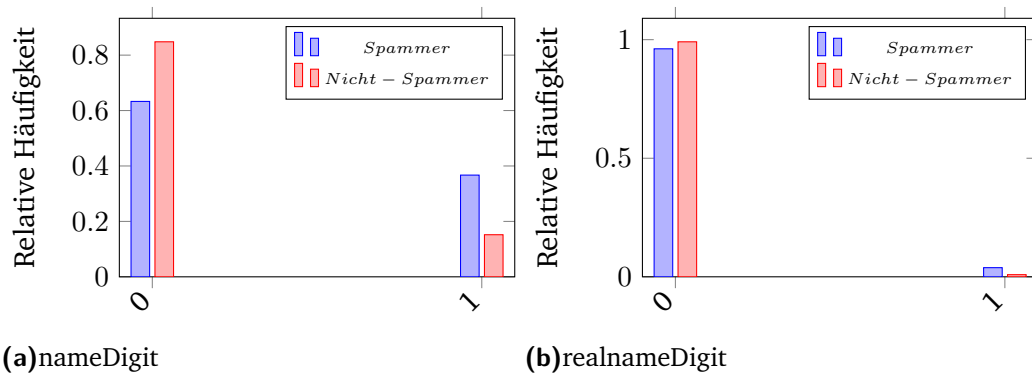 Relative Häufigkeit
0.8
0.6
0.4
0.2
0
0
1
Spammer
Nicht − Spammer
(a)nameDigit
Relative Häufigkeit
1
0.5
0
0
1
Spammer
Nicht − Spammer
(b)realnameDigit